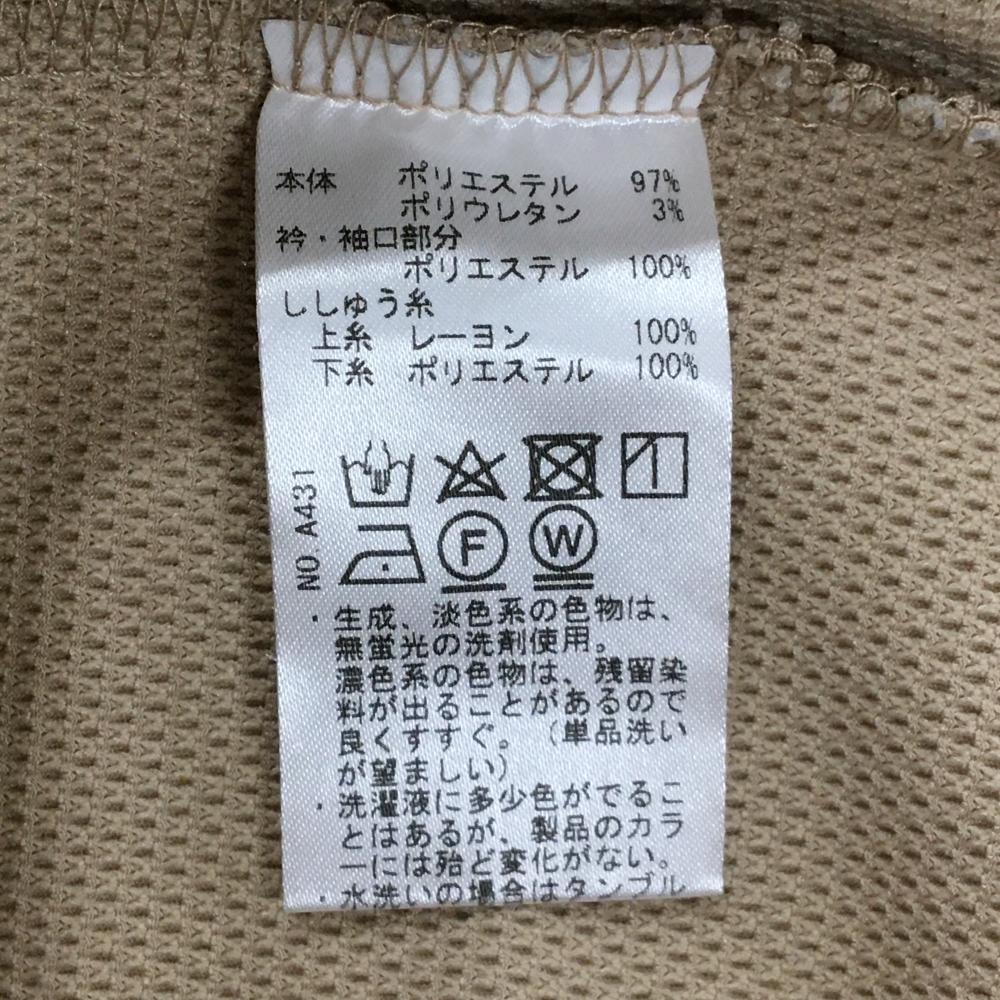 本体 ポリエステル 97%
ポリウレタン 3%
衿・袖口部分
ポリエステル 100%
ししゅう糸
上糸 レーヨン 100%
下糸 ポリエステル 100%
NO. A431
F W
・生成、淡色系の色物は、
無蛍光の洗剤使用。
濃色系の色物は、残留染
料が出ることがあるので
良くすすぐ。（単品洗い
が望ましい）
・洗濯液に多少色がでるこ
とはあるが、製品のカラ
ーには殆ど変化がない。
・水洗いの場合はタンブル